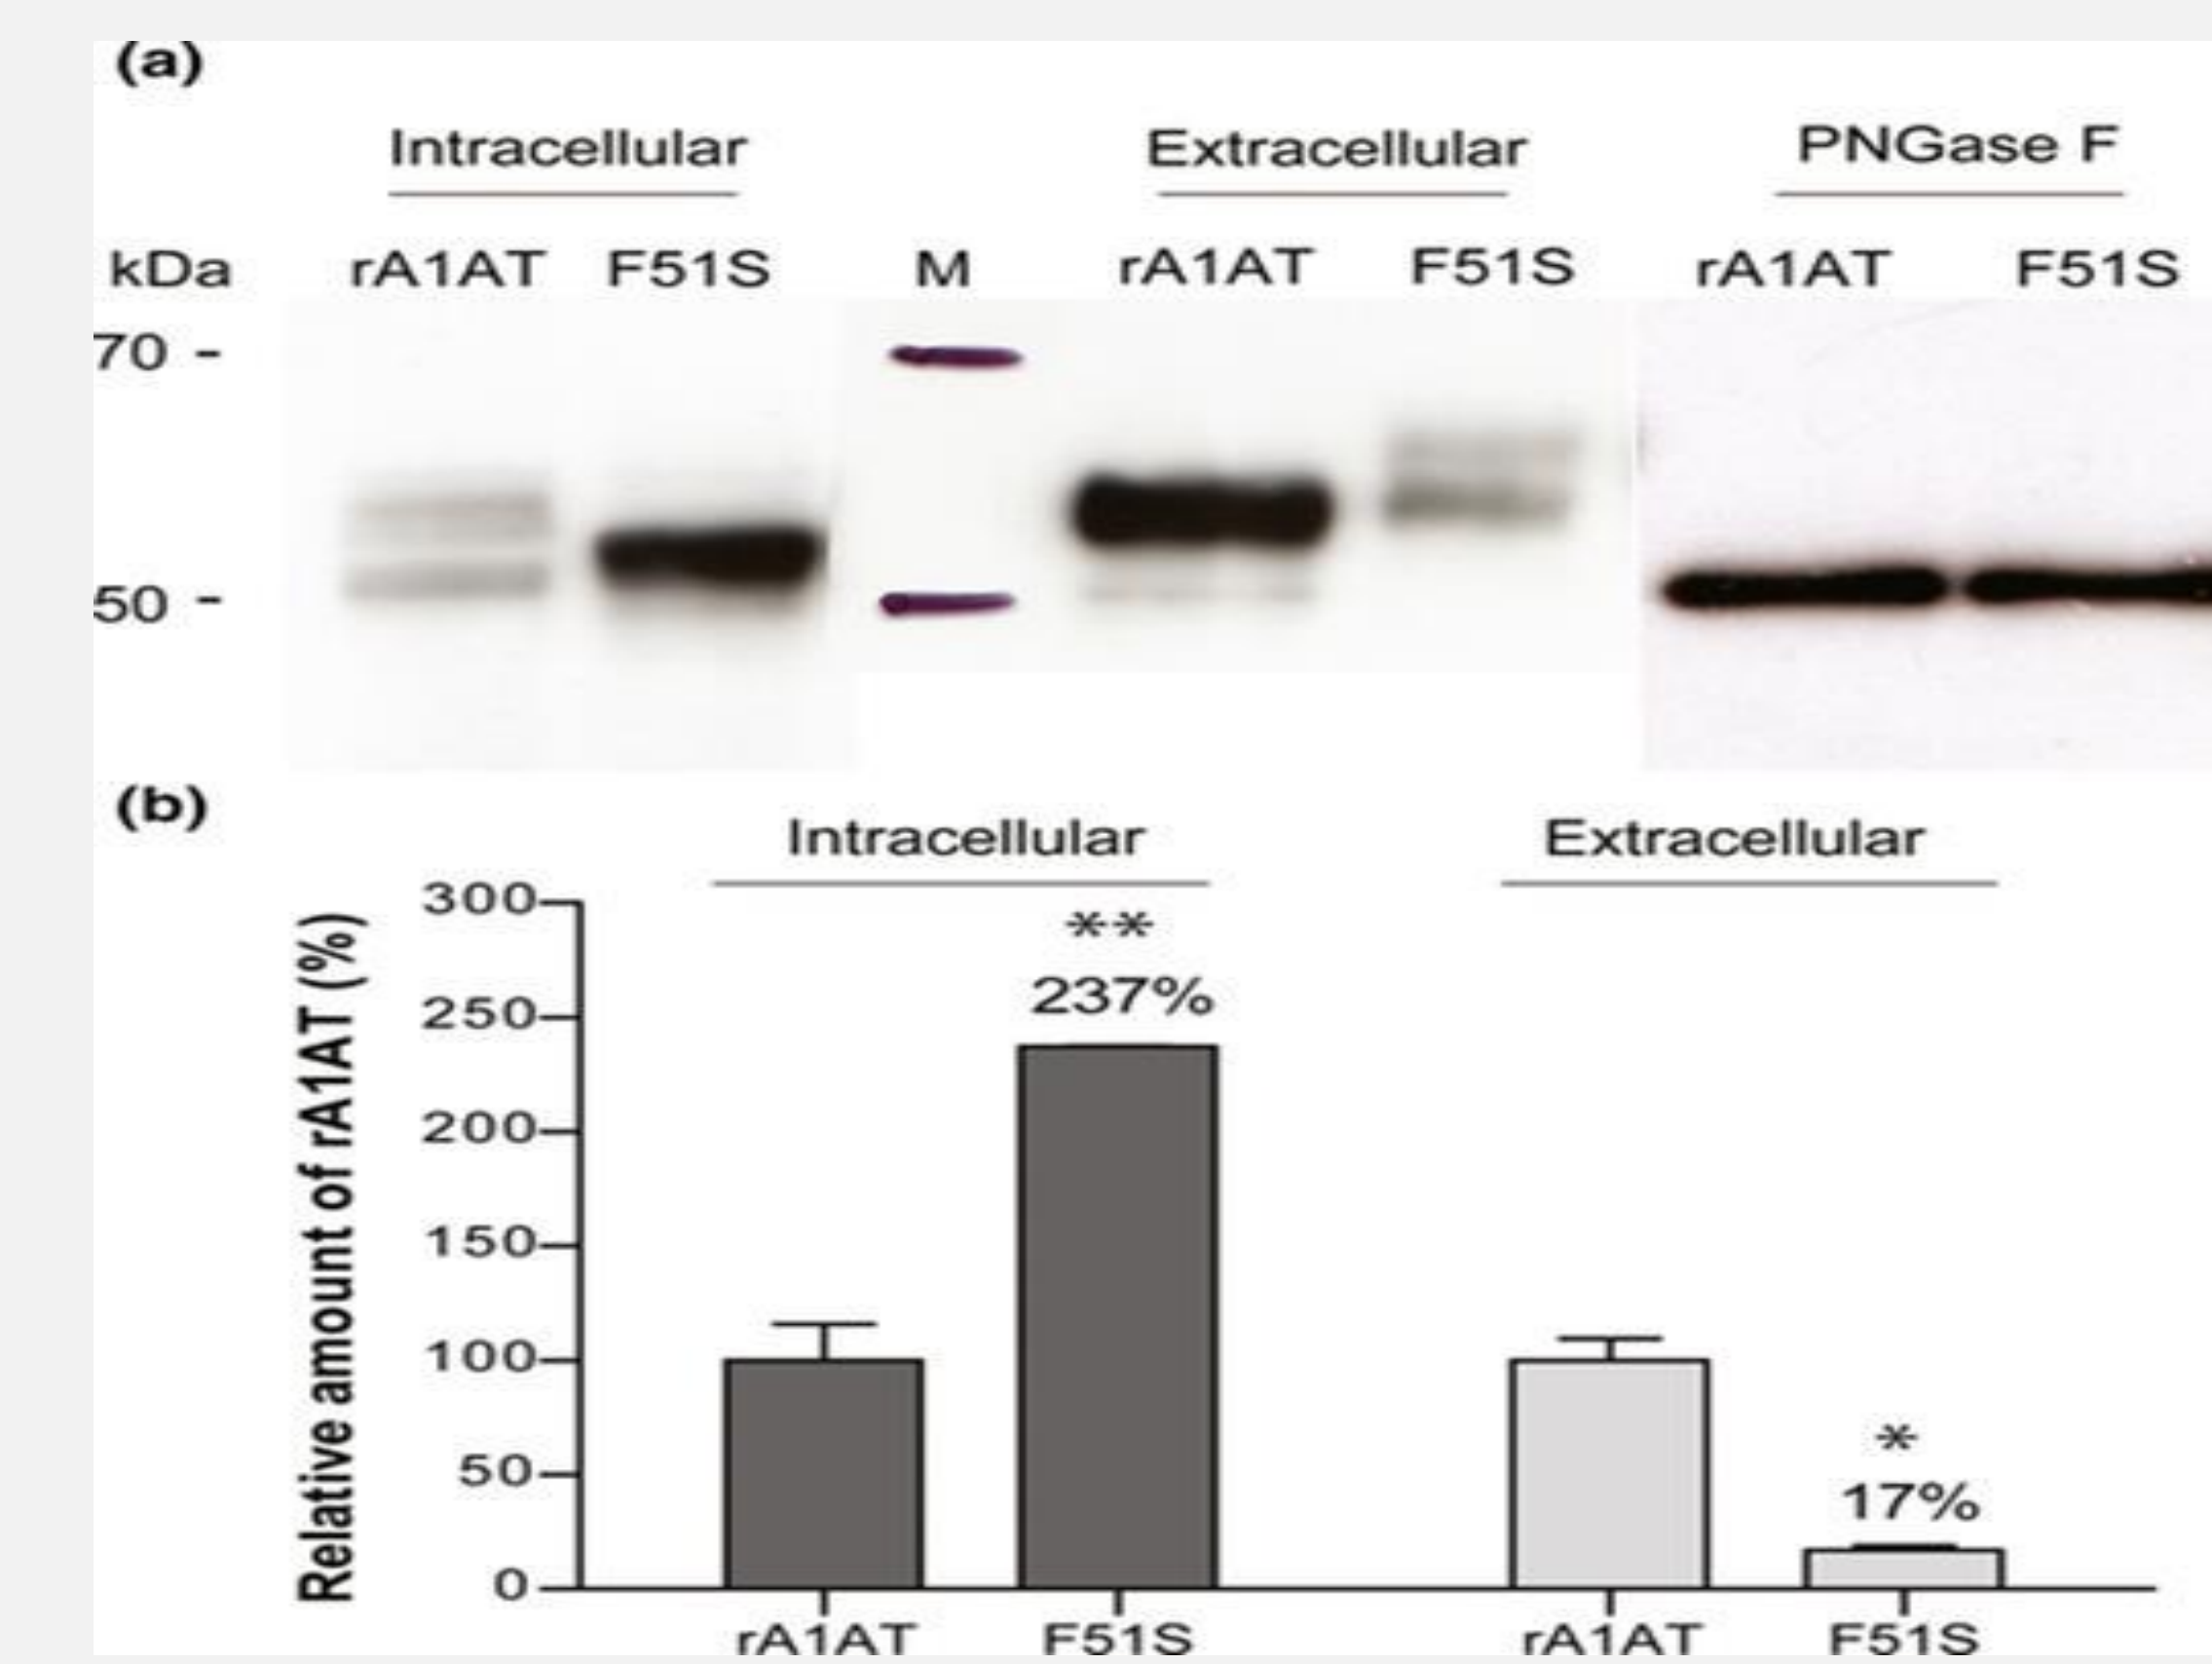 (a)
Intracellular Extracellular PNGase F
kDa rA1AT F51S M rA1AT F51S rA1AT F51S
70 -
50 -
(b)
Intracellular Extracellular
Relative amount of rA1AT (%)
300
**
237%
250
200
150
100
*
50
17%
0
rA1AT F51S rA1AT F51S